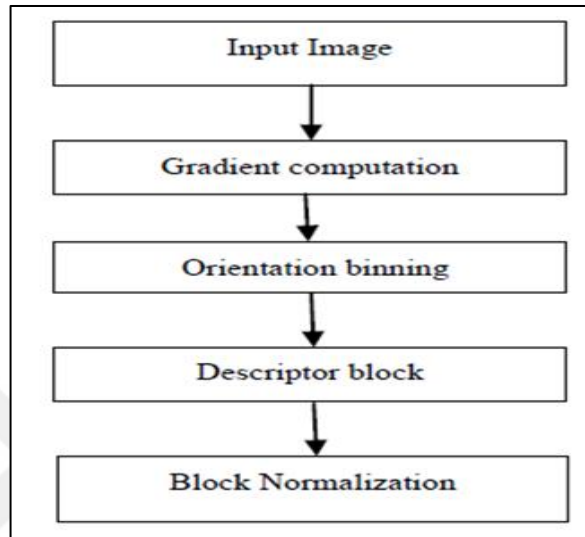 Input Image
Gradient computation
Orientation binning
Descriptor block
Block Normalization